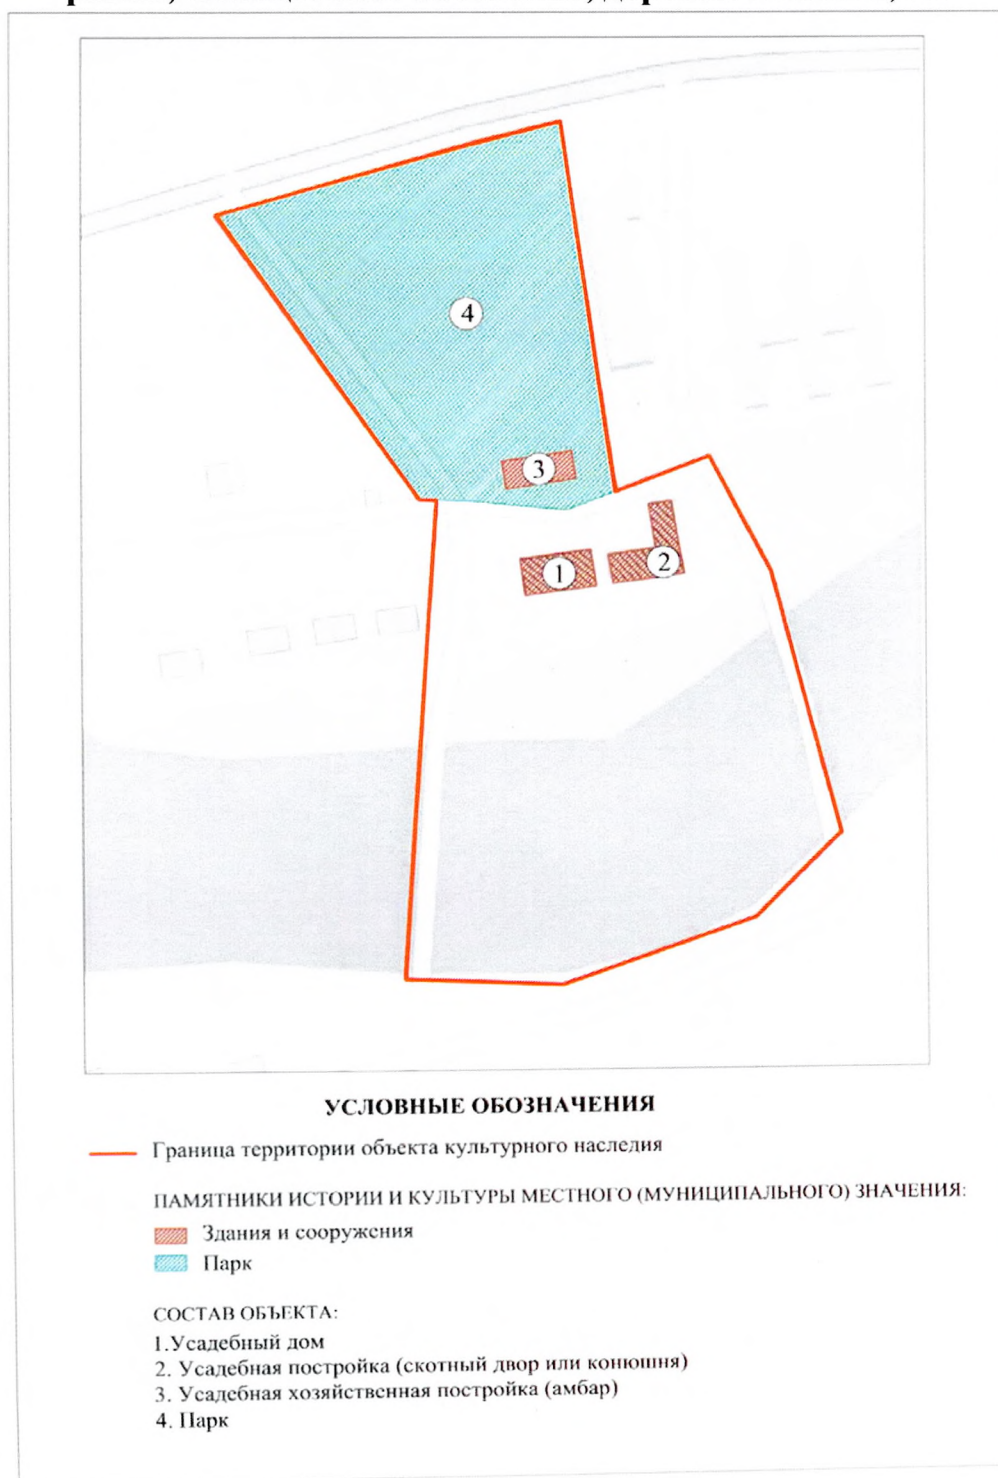 4
3
1
2
УСЛОВНЫЕ ОБОЗНАЧЕНИЯ
Граница территории объекта культурного наследия
ПАМЯТНИКИ ИСТОРИИ И КУЛЬТУРЫ МЕСТНОГО (МУНИЦИПАЛЬНОГО) ЗНАЧЕНИЯ:
Здания и сооружения
Парк
СОСТАВ ОБЪЕКТА:
1.Усадебный дом
2. Усадебная постройка (скотный двор или конюшня)
3. Усадебная хозяйственная постройка (амбар)
4. Парк